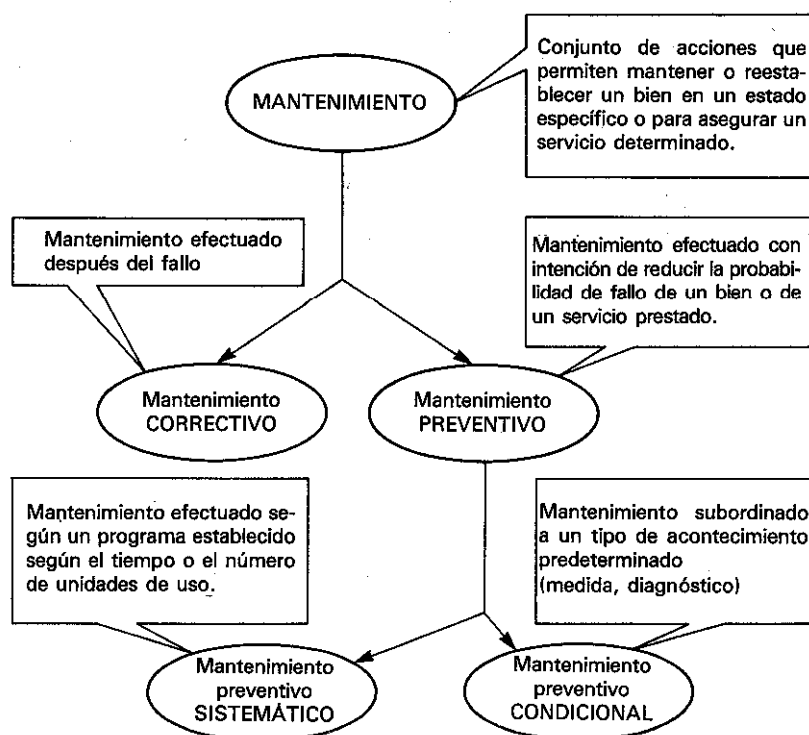 MANTENIMIENTO
Conjunto de acciones que
permiten mantener o reesta-
blecer un bien en un estado
específico o para asegurar un
servicio determinado.
Mantenimiento efectuado
después del fallo
Mantenimiento efectuado con
intención de reducir la probabi-
lidad de fallo de un bien o de
un servicio prestado.
Mantenimiento
CORRECTIVO
Mantenimiento
PREVENTIVO
Mantenimiento efectuado se-
gún un programa establecido
según el tiempo o el número
de unidades de uso.
Mantenimiento subordinado
a un tipo de acontecimiento
predeterminado
(medida, diagnóstico)
Mantenimiento
preventivo
SISTEMÁTICO
Mantenimiento
preventivo
CONDICIONAL